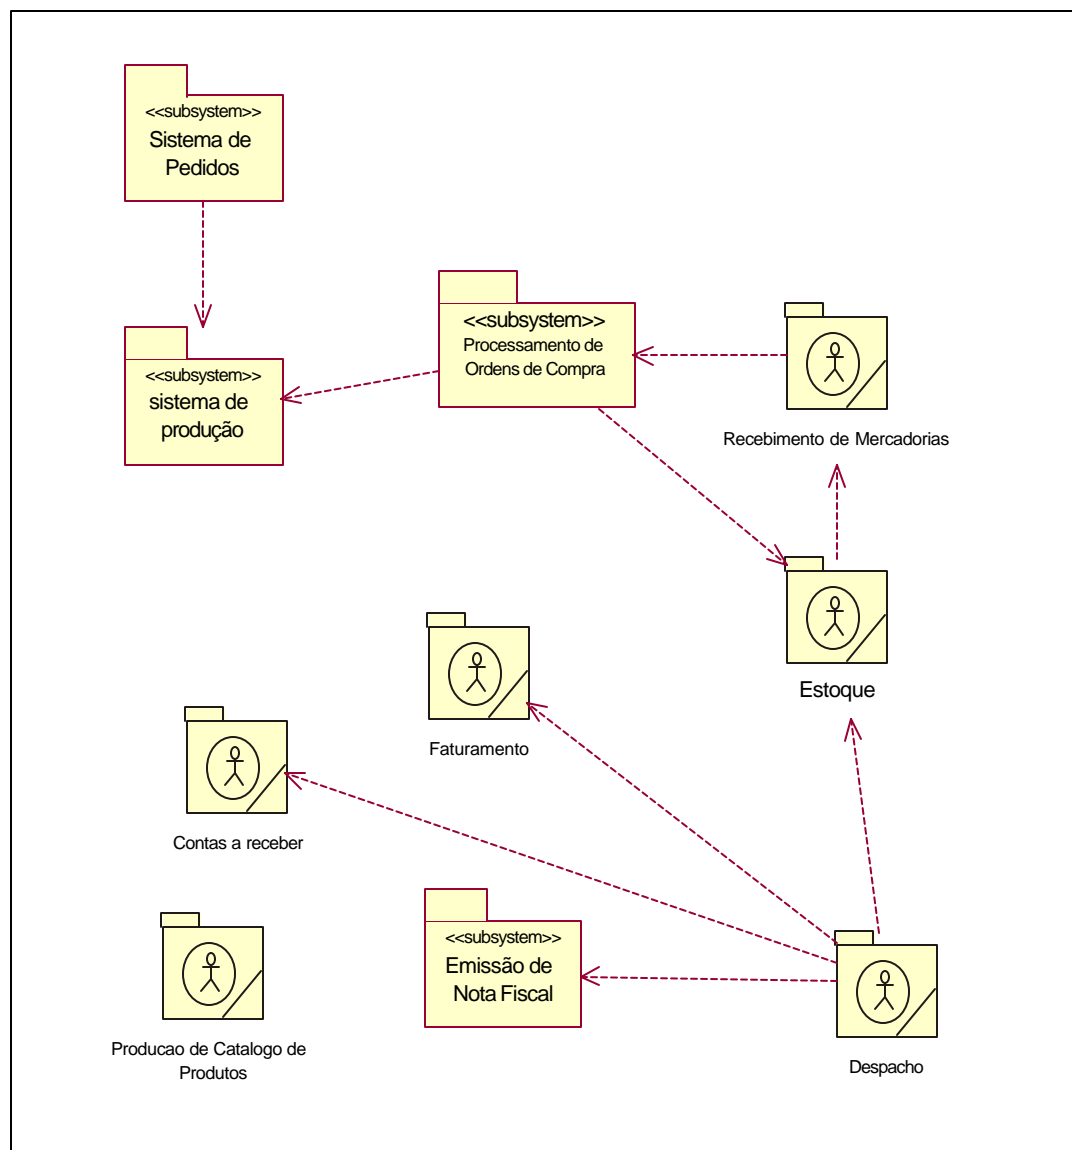 <<subsystem>>
Sistema de
Pedidos
<<subsystem>>
sistema de
produção
<<subsystem>>
Processamento de
Ordens de Compra
Recebimento de Mercadorias
Estoque
Faturamento
Contas a receber
<<subsystem>>
Emissão de
Nota Fiscal
Producao de Catalogo de
Produtos
Despacho